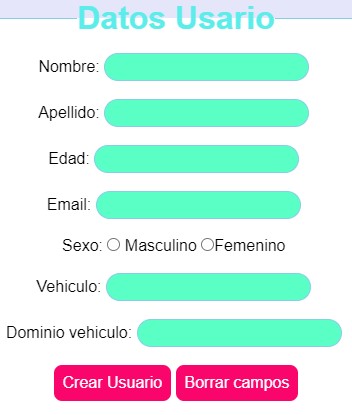 Datos Usario
Nombre:
Apellido:
Edad:
Email:
Sexo: Masculino Femenino
Vehiculo:
Dominio vehiculo:
Crear Usuario Borrar campos